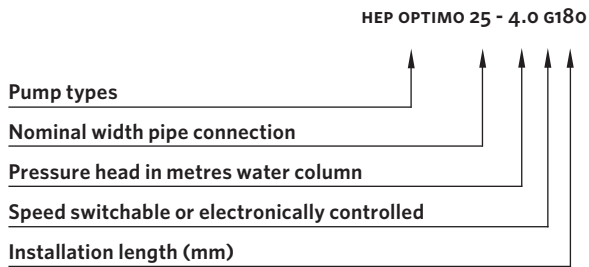 HEP OPTIMO 25 - 4.0 G180
Pump types
Nominal width pipe connection
Pressure head in metres water column
Speed switchable or electronically controlled
Installation length (mm)